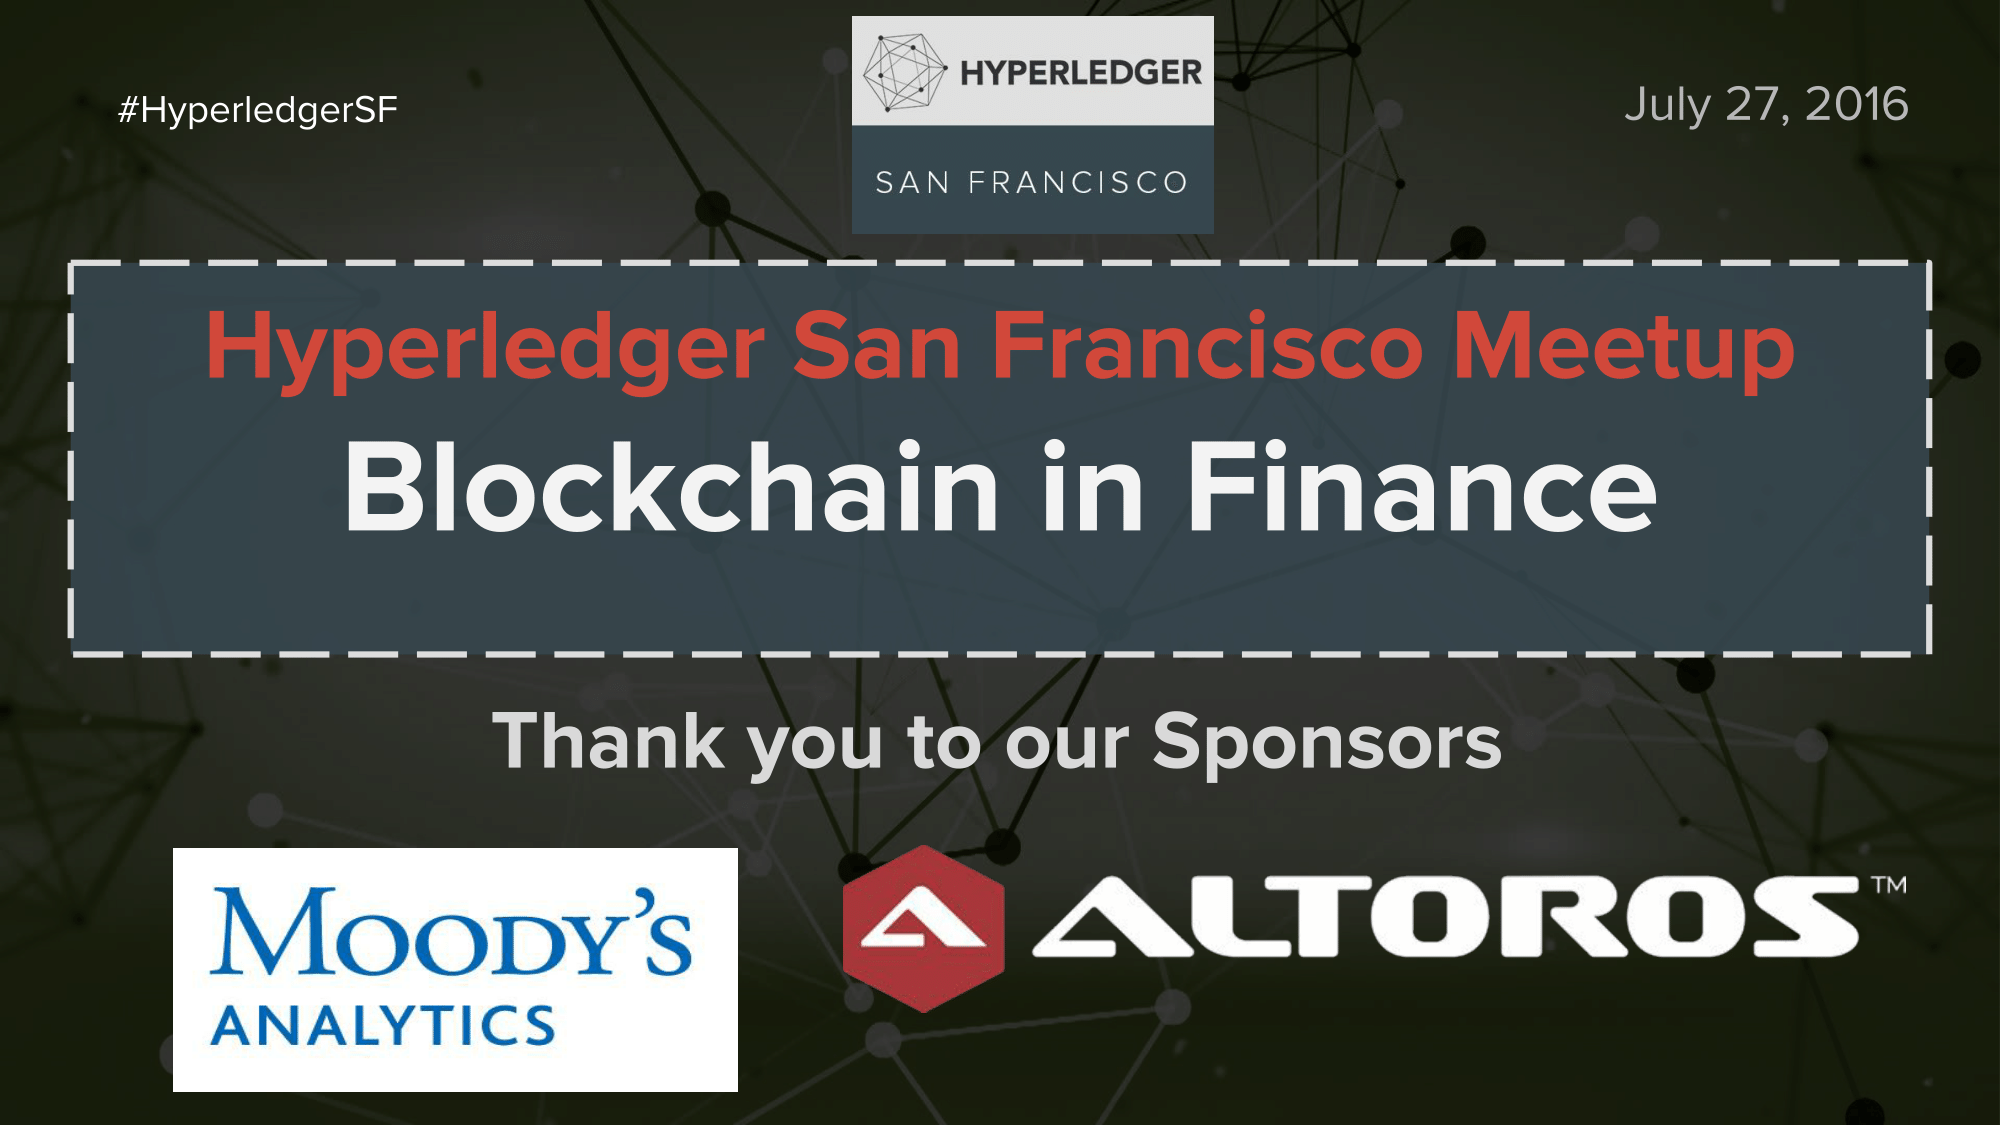 #HyperledgerSF
HYPERLEDGER
SAN FRANCISCO
July 27, 2016
Hyperledger San Francisco Meetup
Blockchain in Finance
Thank you to our Sponsors
MOODY'S
ANALYTICS
A ALTOROS™